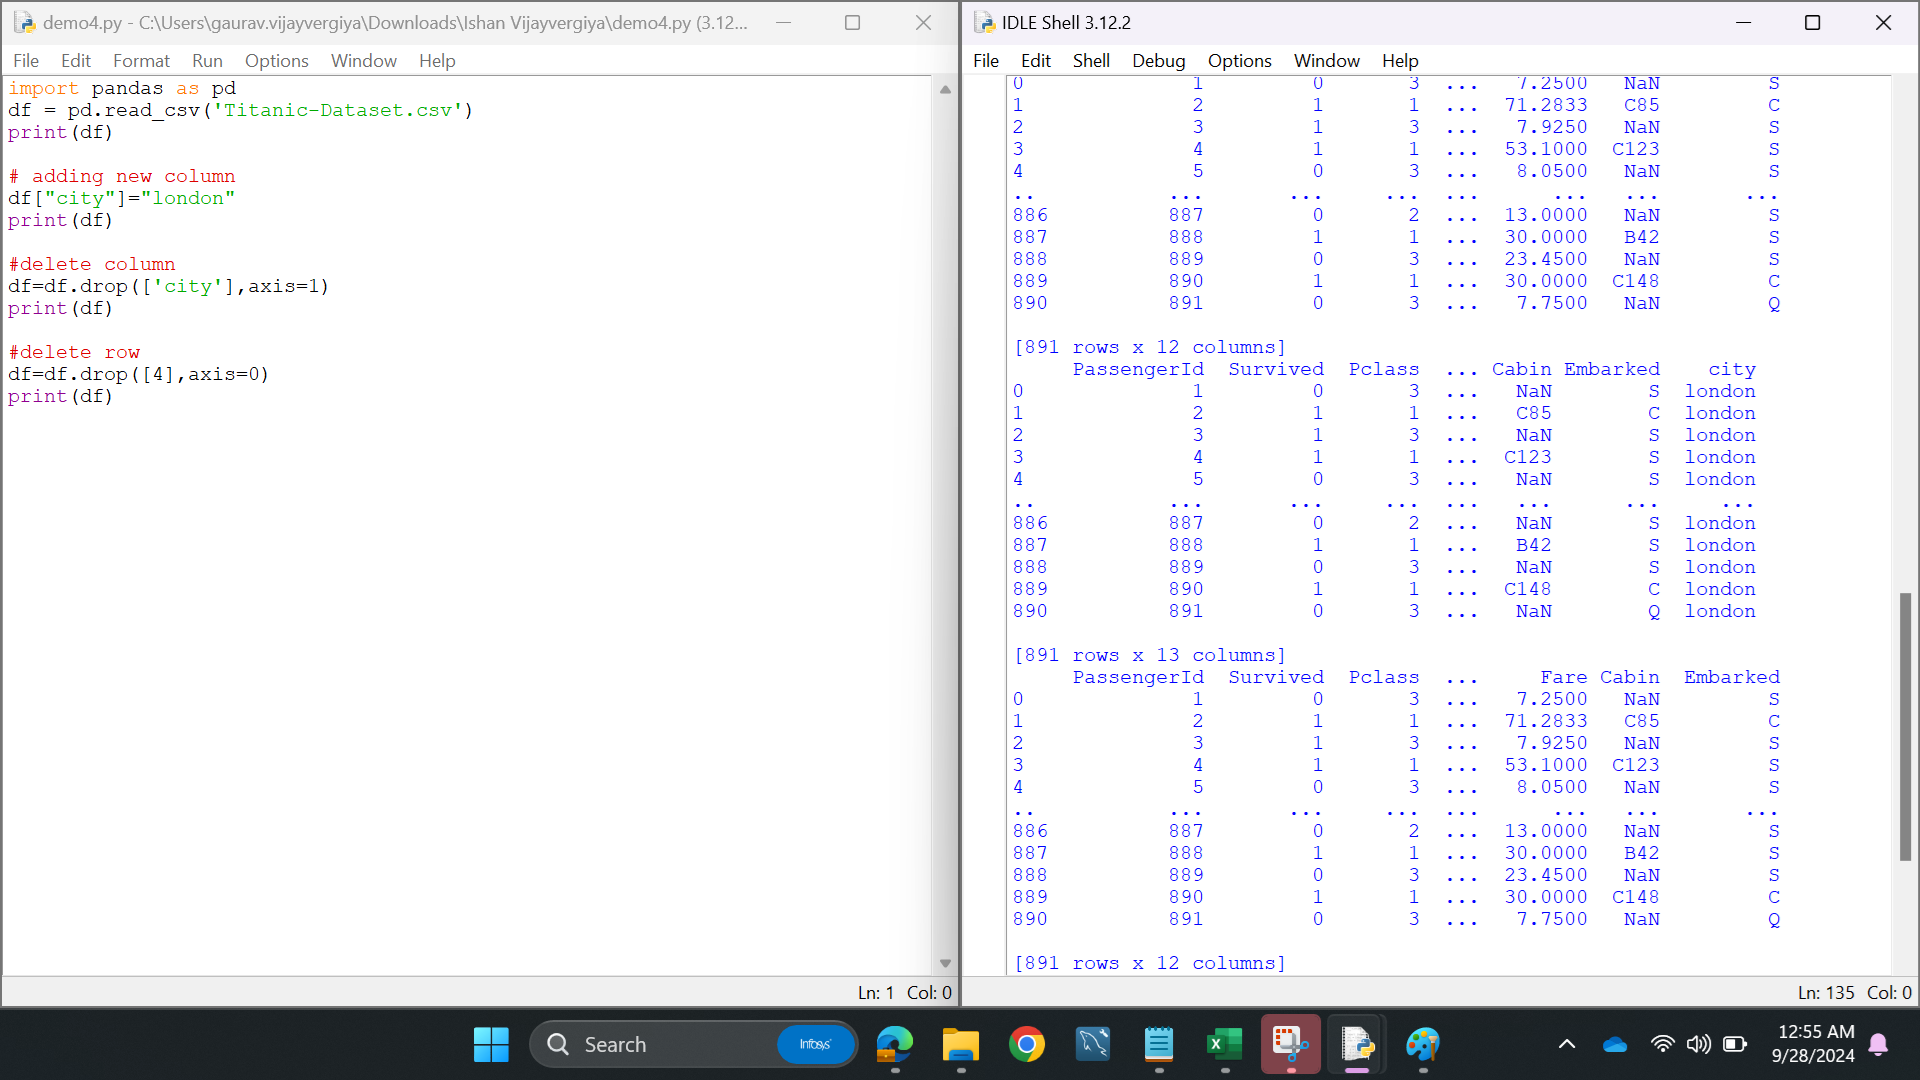 demo4.py - C:\Users\gaurav.vijayvergiya\Downloads\Ishan Vijayvergiya\demo4.py (3.12...
File Edit Format Run Options Window Help
import pandas as pd
df = pd.read_csv('Titanic-Dataset.csv')
print(df)
# adding new column
df["city"]="london"
print(df)
#delete column
df=df.drop(['city'],axis=1)
print(df)
#delete row
df=df.drop([4],axis=0)
print(df)
Ln: 1 Col: 0
IDLE Shell 3.12.2
File Edit Shell Debug Options Window Help
0 1 0 3 ... 7.2500 NaN S
1 2 1 1 ... 71.2833 C85 C
2 3 1 3 ... 7.9250 NaN S
3 4 1 1 ... 53.1000 C123 S
4 5 0 3 ... 8.0500 NaN S
.. ... ... ... ... ... ... ...
886 887 0 2 ... 13.0000 NaN S
887 888 1 1 ... 30.0000 B42 S
888 889 0 3 ... 23.4500 NaN S
889 890 1 1 ... 30.0000 C148 C
890 891 0 3 ... 7.7500 NaN Q
[891 rows x 12 columns]
PassengerId Survived Pclass ... Cabin Embarked city
0 1 0 3 ... NaN S london
1 2 1 1 ... C85 C london
2 3 1 3 ... NaN S london
3 4 1 1 ... C123 S london
4 5 0 3 ... NaN S london
.. ... ... ... ... ... ... ...
886 887 0 2 ... NaN S london
887 888 1 1 ... B42 S london
888 889 0 3 ... NaN S london
889 890 1 1 ... C148 C london
890 891 0 3 ... NaN Q london
[891 rows x 13 columns]
PassengerId Survived Pclass ... Fare Cabin Embarked
0 1 0 3 ... 7.2500 NaN S
1 2 1 1 ... 71.2833 C85 C
2 3 1 3 ... 7.9250 NaN S
3 4 1 1 ... 53.1000 C123 S
4 5 0 3 ... 8.0500 NaN S
.. ... ... ... ... ... ... ...
886 887 0 2 ... 13.0000 NaN S
887 888 1 1 ... 30.0000 B42 S
888 889 0 3 ... 23.4500 NaN S
889 890 1 1 ... 30.0000 C148 C
890 891 0 3 ... 7.7500 NaN Q
[891 rows x 12 columns]
Ln: 135 Col: 0
Search Infosys
12:55 AM
9/28/2024